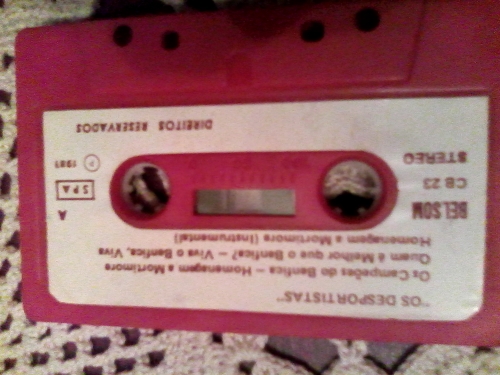 "OS DESPORTISTAS"
Os Campeões do Benfica — Homenagem a Mortimore
Quem é Melhor que o Benfica? — Viva o Benfica, Viva
Homenagem a Mortimore (Instrumental)
BELSOM
CB 23
STEREO
A
SPA
℗ 1981
DIREITOS RESERVADOS